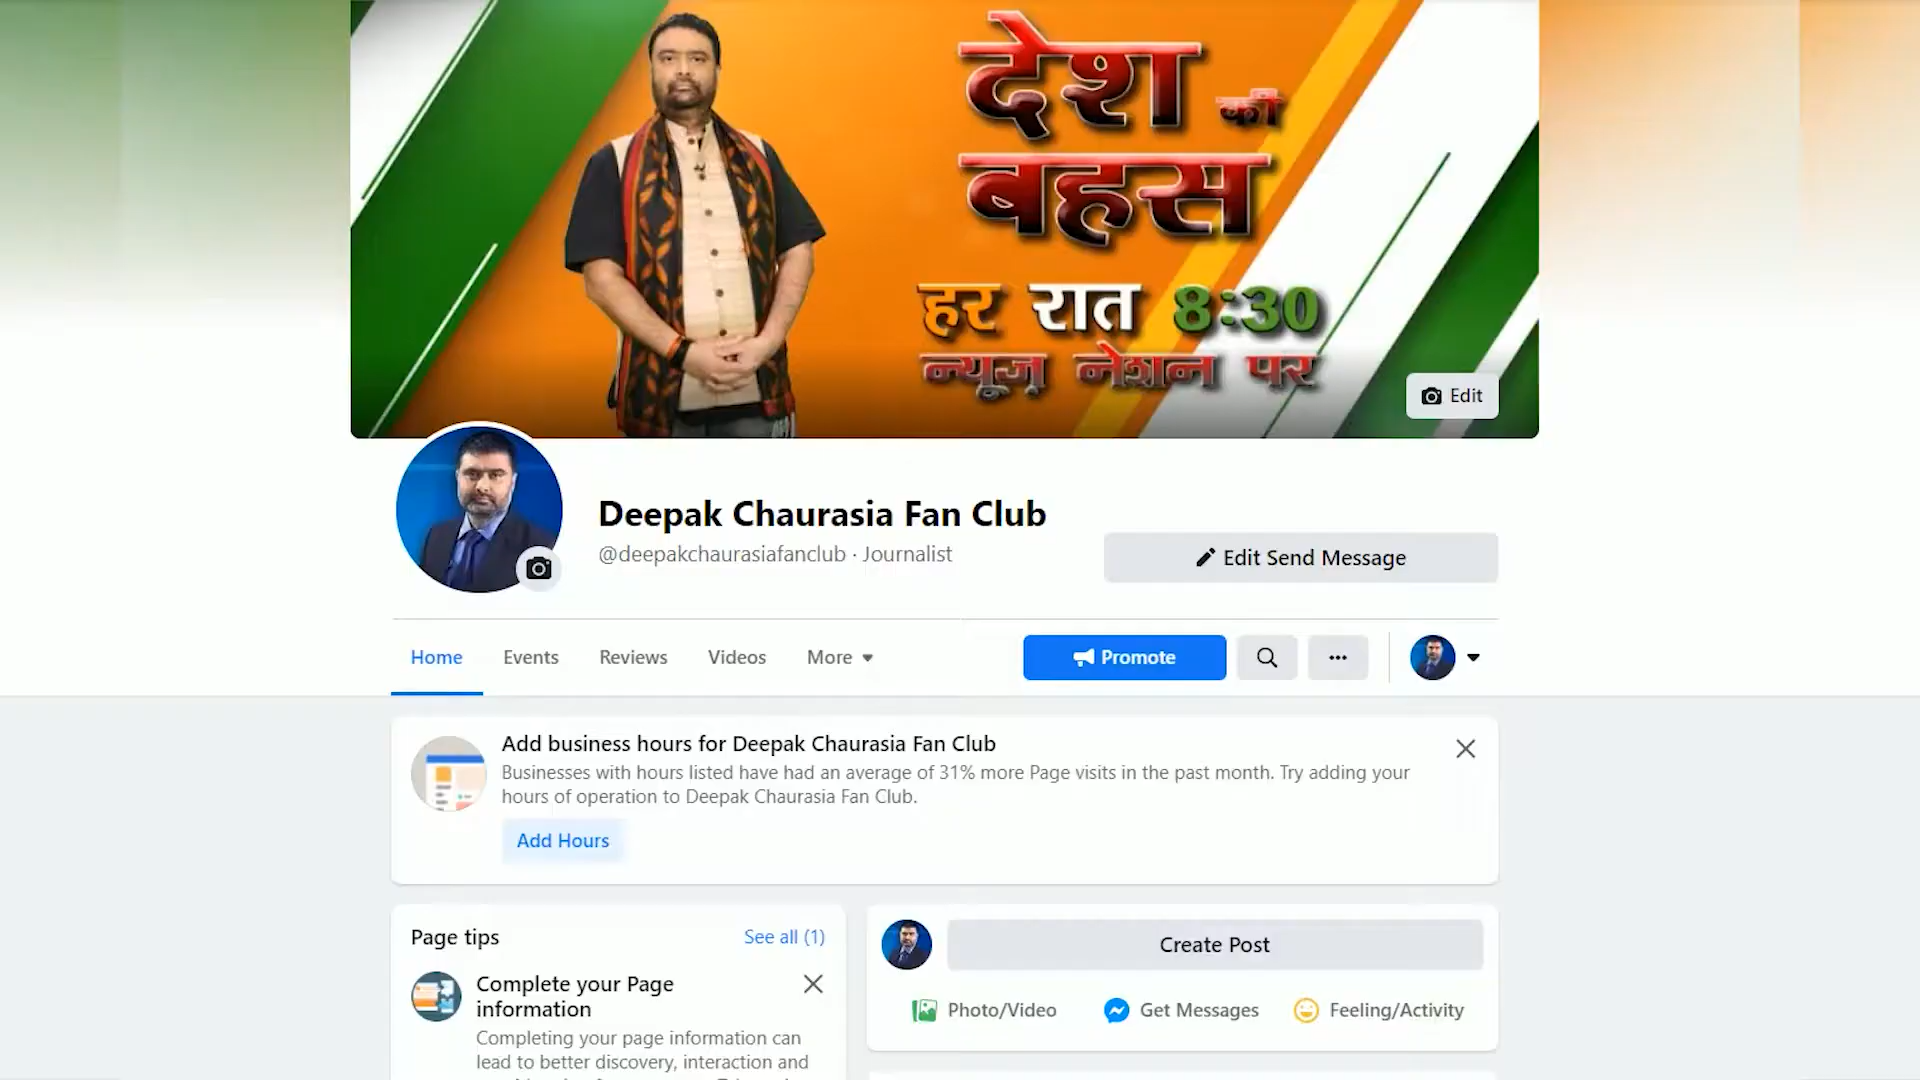 देश की
बहस
हर रात 8:30
न्यूज़ नेशन पर
Edit
Deepak Chaurasia Fan Club
@deepakchaurasiafanclub · Journalist
Edit Send Message
Home Events Reviews Videos More
Promote
Add business hours for Deepak Chaurasia Fan Club
Businesses with hours listed have had an average of 31% more Page visits in the past month. Try adding your
hours of operation to Deepak Chaurasia Fan Club.
Add Hours
Page tips
See all (1)
Complete your Page
information
Completing your page information can
lead to better discovery, interaction and
Create Post
Photo/Video
Get Messages
Feeling/Activity